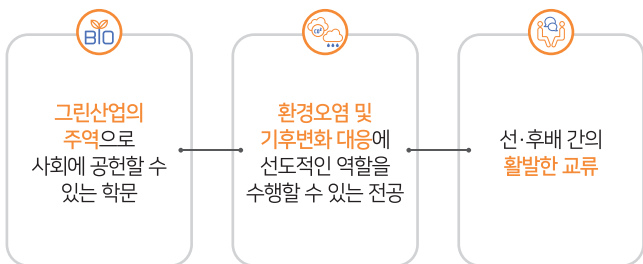 BIO
그린산업의
주역으로
사회에 공헌할 수
있는 학문
CO²
환경오염 및
기후변화 대응에
선도적인 역할을
수행할 수 있는 전공
선·후배 간의
활발한 교류